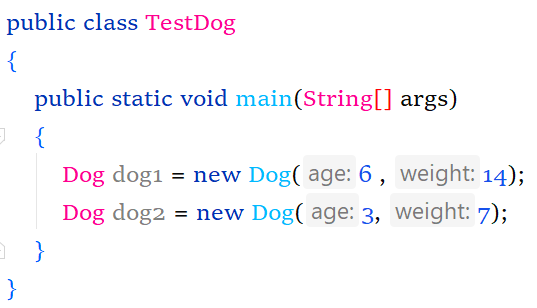 public class TestDog
{
public static void main(String[] args)
{
Dog dog1 = new Dog( age: 6 , weight: 14);
Dog dog2 = new Dog( age: 3, weight: 7);
}
}